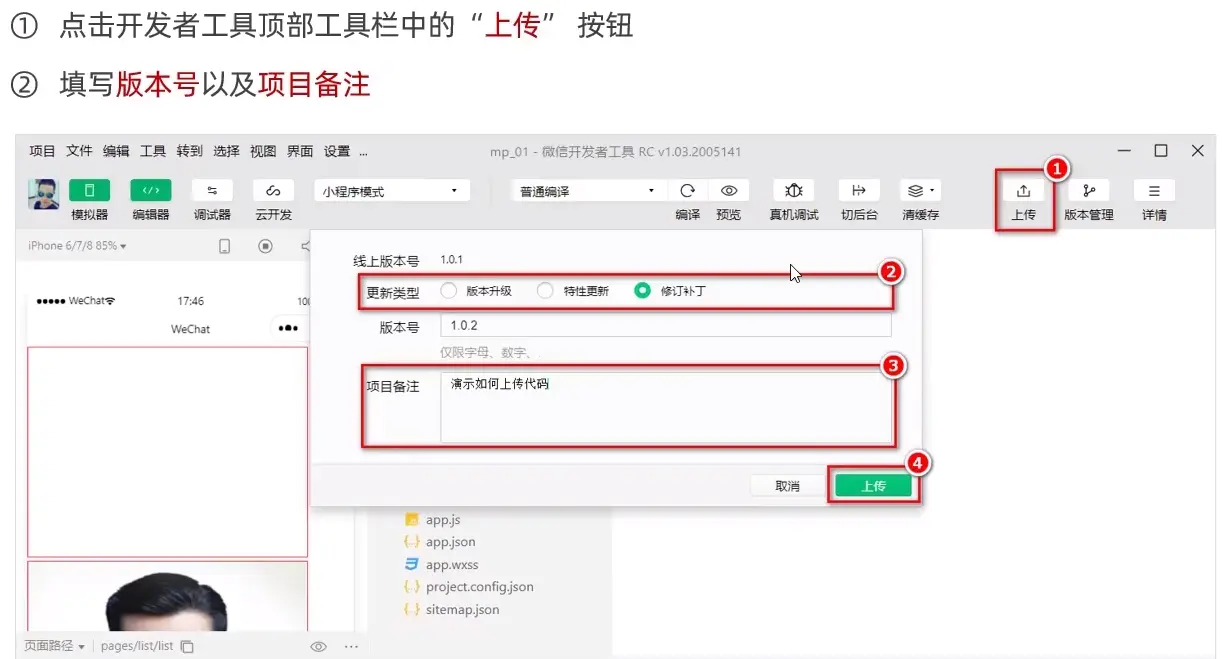 ① 点击开发者工具顶部工具栏中的“上传” 按钮
② 填写版本号以及项目备注
项目 文件 编辑 工具 转到 选择 视图 界面 设置 ...
mp_01 - 微信开发者工具 RC v1.03.2005141
小程序模式
普通编译
1
模拟器 编辑器 调试器 云开发 编译 预览 真机调试 切后台 清缓存 上传 版本管理 详情
iPhone 6/7/8 85%
线上版本号 1.0.1
2
更新类型 版本升级 特性更新 修订补丁
WeChat 17:46 100
版本号 1.0.2
WeChat
仅限字母、数字、.
3
项目备注 演示如何上传代码
4
取消 上传
app.js
app.json
app.wxss
project.config.json
sitemap.json
页面路径 pages/list/list